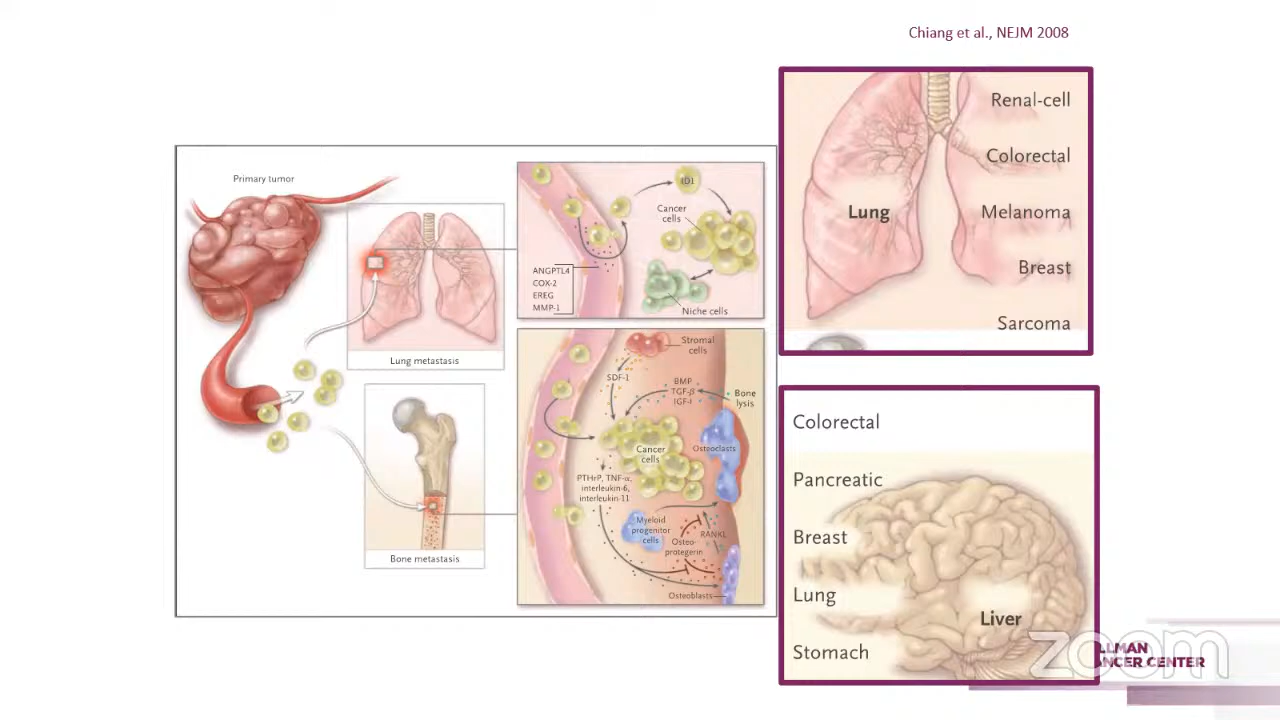 Chiang et al., NEJM 2008
Primary tumor
Lung metastasis
Bone metastasis
ID1
Cancer
cells
ANGPTL4
COX-2
EREG
MMP-1
Niche cells
Stromal
cells
SDF-1
BMP
TGF-β
IGF-I
Bone
lysis
Cancer
cells
Osteoclasts
PTHrP, TNF-α,
interleukin-6,
interleukin-11
Myeloid
progenitor
cells
Osteo-
protegerin
RANKL
Osteoblasts
Renal-cell
Colorectal
Lung
Melanoma
Breast
Sarcoma
Colorectal
Pancreatic
Breast
Lung
Liver
Stomach
zoom
LLMAN
ANCER CENTER